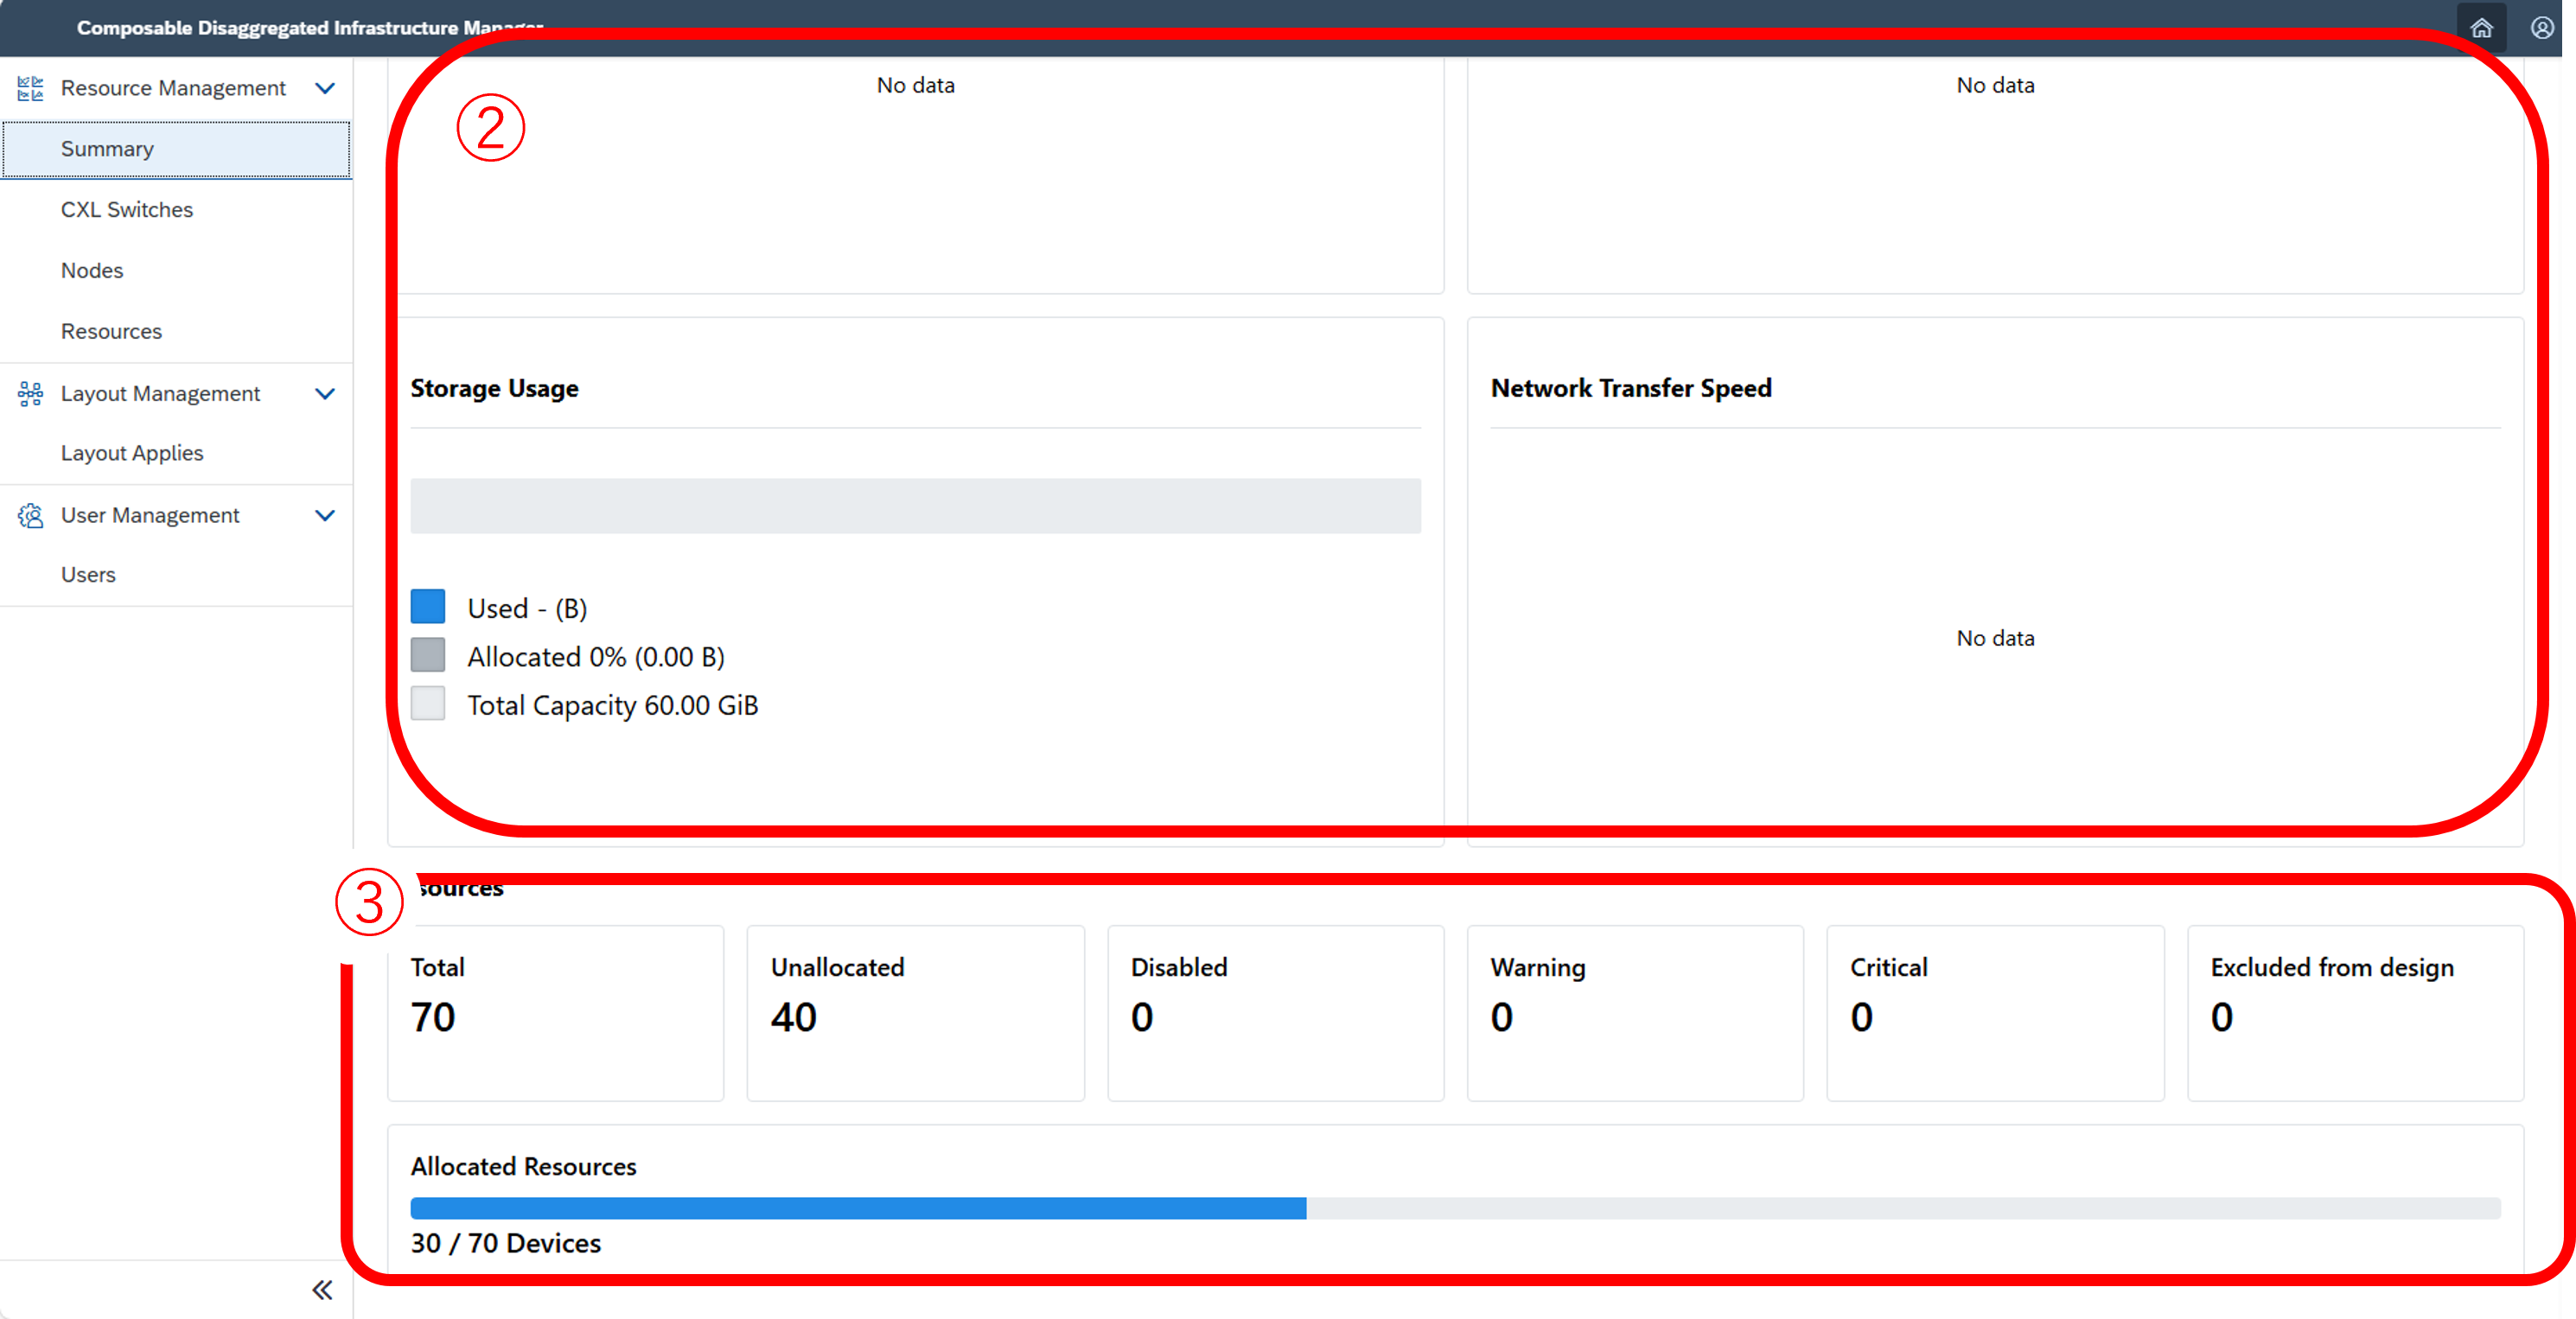 Composable Disaggregated Infrastructure Manager
Resource Management
Summary
CXL Switches
Nodes
Resources
Layout Management
Layout Applies
User Management
Users
②
No data
No data
Storage Usage
Used - (B)
Allocated 0% (0.00 B)
Total Capacity 60.00 GiB
Network Transfer Speed
No data
③
sources
Total
70
Unallocated
40
Disabled
0
Warning
0
Critical
0
Excluded from design
0
Allocated Resources
30 / 70 Devices